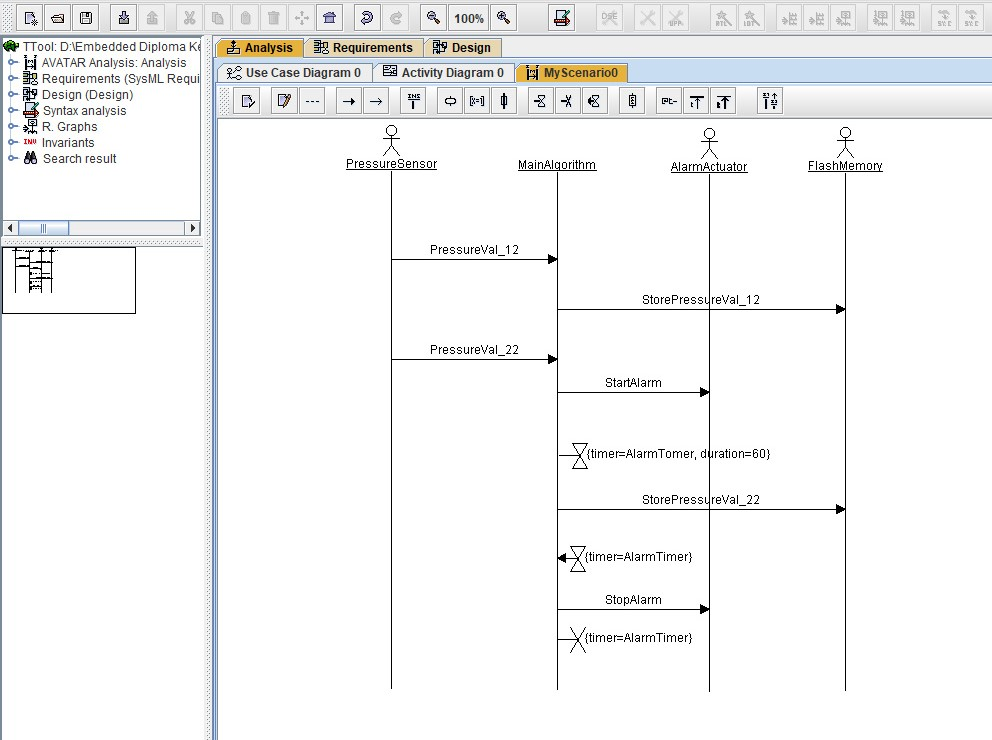 100%
TTool: D:\Embedded Diploma Ke
AVATAR Analysis: Analysis
Requirements (SysML Requi
Design (Design)
Syntax analysis
R. Graphs
INV Invariants
Search result
Analysis Requirements Design
Use Case Diagram 0 Activity Diagram 0 MyScenario0
PressureSensor MainAlgorithm AlarmActuator FlashMemory
PressureVal_12
StorePressureVal_12
PressureVal_22
StartAlarm
{timer=AlarmTomer, duration=60}
StorePressureVal_22
{timer=AlarmTimer}
StopAlarm
{timer=AlarmTimer}